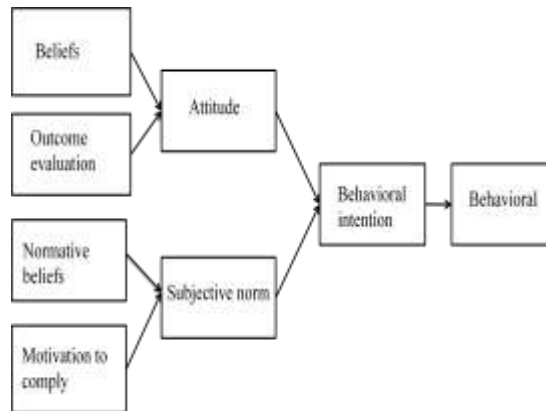 Beliefs
Outcome
evaluation
Attitude
Normative
beliefs
Motivation to
comply
Subjective norm
Behavioral
intention
Behavioral